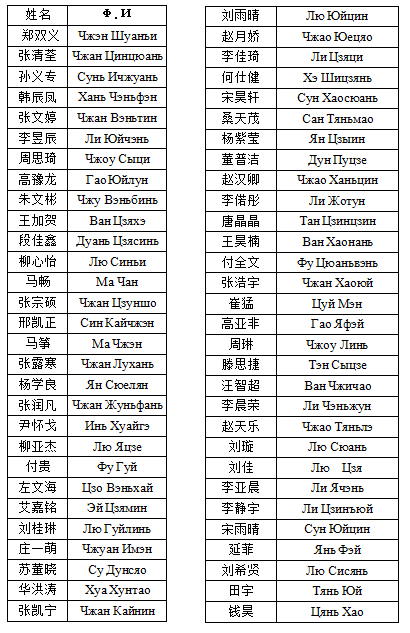 姓名 Ф.И
郑双义 Чжэн Шуаньи
张清荃 Чжан Цинцюань
孙义专 Сунь Ичжуань
韩辰凤 Хань Чэньфэн
张文婷 Чжан Вэньтин
李昱辰 Ли Юйчэнь
周思琦 Чжоу Сыци
高豫龙 Гао Юйлун
朱文彬 Чжу Вэньбинь
王加贺 Ван Цзяхэ
段佳鑫 Дуань Цзясинь
柳心怡 Лю Синьи
马畅 Ма Чан
张宗硕 Чжан Цзуншо
邢凯正 Син Кайчжэн
马筝 Ма Чжэн
张露寒 Чжан Лухань
杨学良 Ян Сюелян
张润凡 Чжан Жуньфань
尹怀戈 Инь Хуайгэ
柳亚杰 Лю Яцзе
付贵 Фу Гуй
左文海 Цзо Вэньхай
艾嘉铭 Эй Цзямин
刘桂琳 Лю Гуйлинь
庄一萌 Чжуан Имэн
苏董晓 Су Дунсяо
华洪涛 Хуа Хунтао
张凯宁 Чжан Кайнин
刘雨晴 Лю Юйцин
赵月娇 Чжао Юецяо
李佳琦 Ли Цзяци
何仕健 Хэ Шицзянь
宋昊轩 Сун Хаосюань
桑天茂 Сан Тяньмао
杨紫莹 Ян Цзыин
董普洁 Дун Пуцзе
赵汉卿 Чжао Ханьцин
李偌彤 Ли Жотун
唐晶晶 Тан Цзинцзин
王昊楠 Ван Хаонань
付全文 Фу Цюаньвэнь
张浩宇 Чжан Хаоюй
崔猛 Цуй Мэн
高亚非 Гао Яфэй
周琳 Чжоу Линь
滕思捷 Тэн Сыцзе
汪智超 Ван Чжичао
李晨荣 Ли Чэньжун
赵天乐 Чжао Тяньлэ
刘璇 Лю Сюань
刘佳 Лю Цзя
李亚晨 Ли Ячэнь
李静宇 Ли Цзинъюй
宋雨晴 Сун Юйцин
延菲 Янь Фэй
刘希贤 Лю Сисянь
田宇 Тянь Юй
钱昊 Цянь Хао